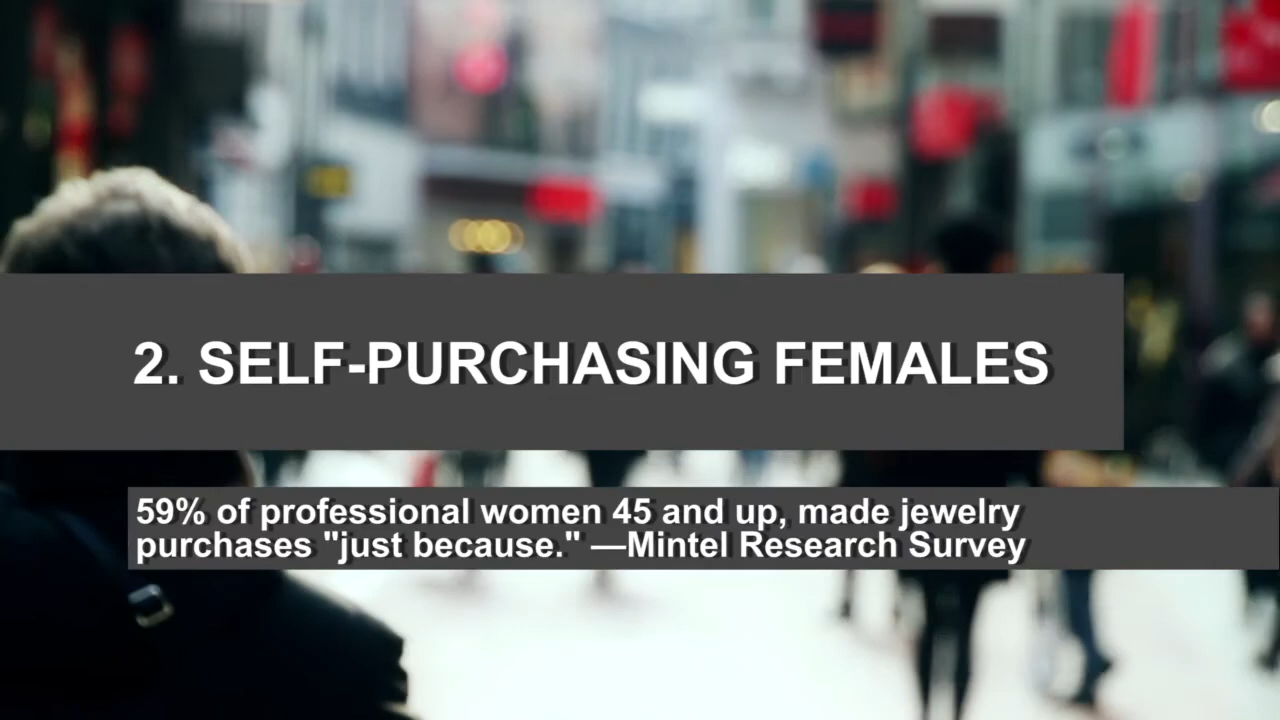 2. SELF-PURCHASING FEMALES
59% of professional women 45 and up, made jewelry
purchases "just because." —Mintel Research Survey